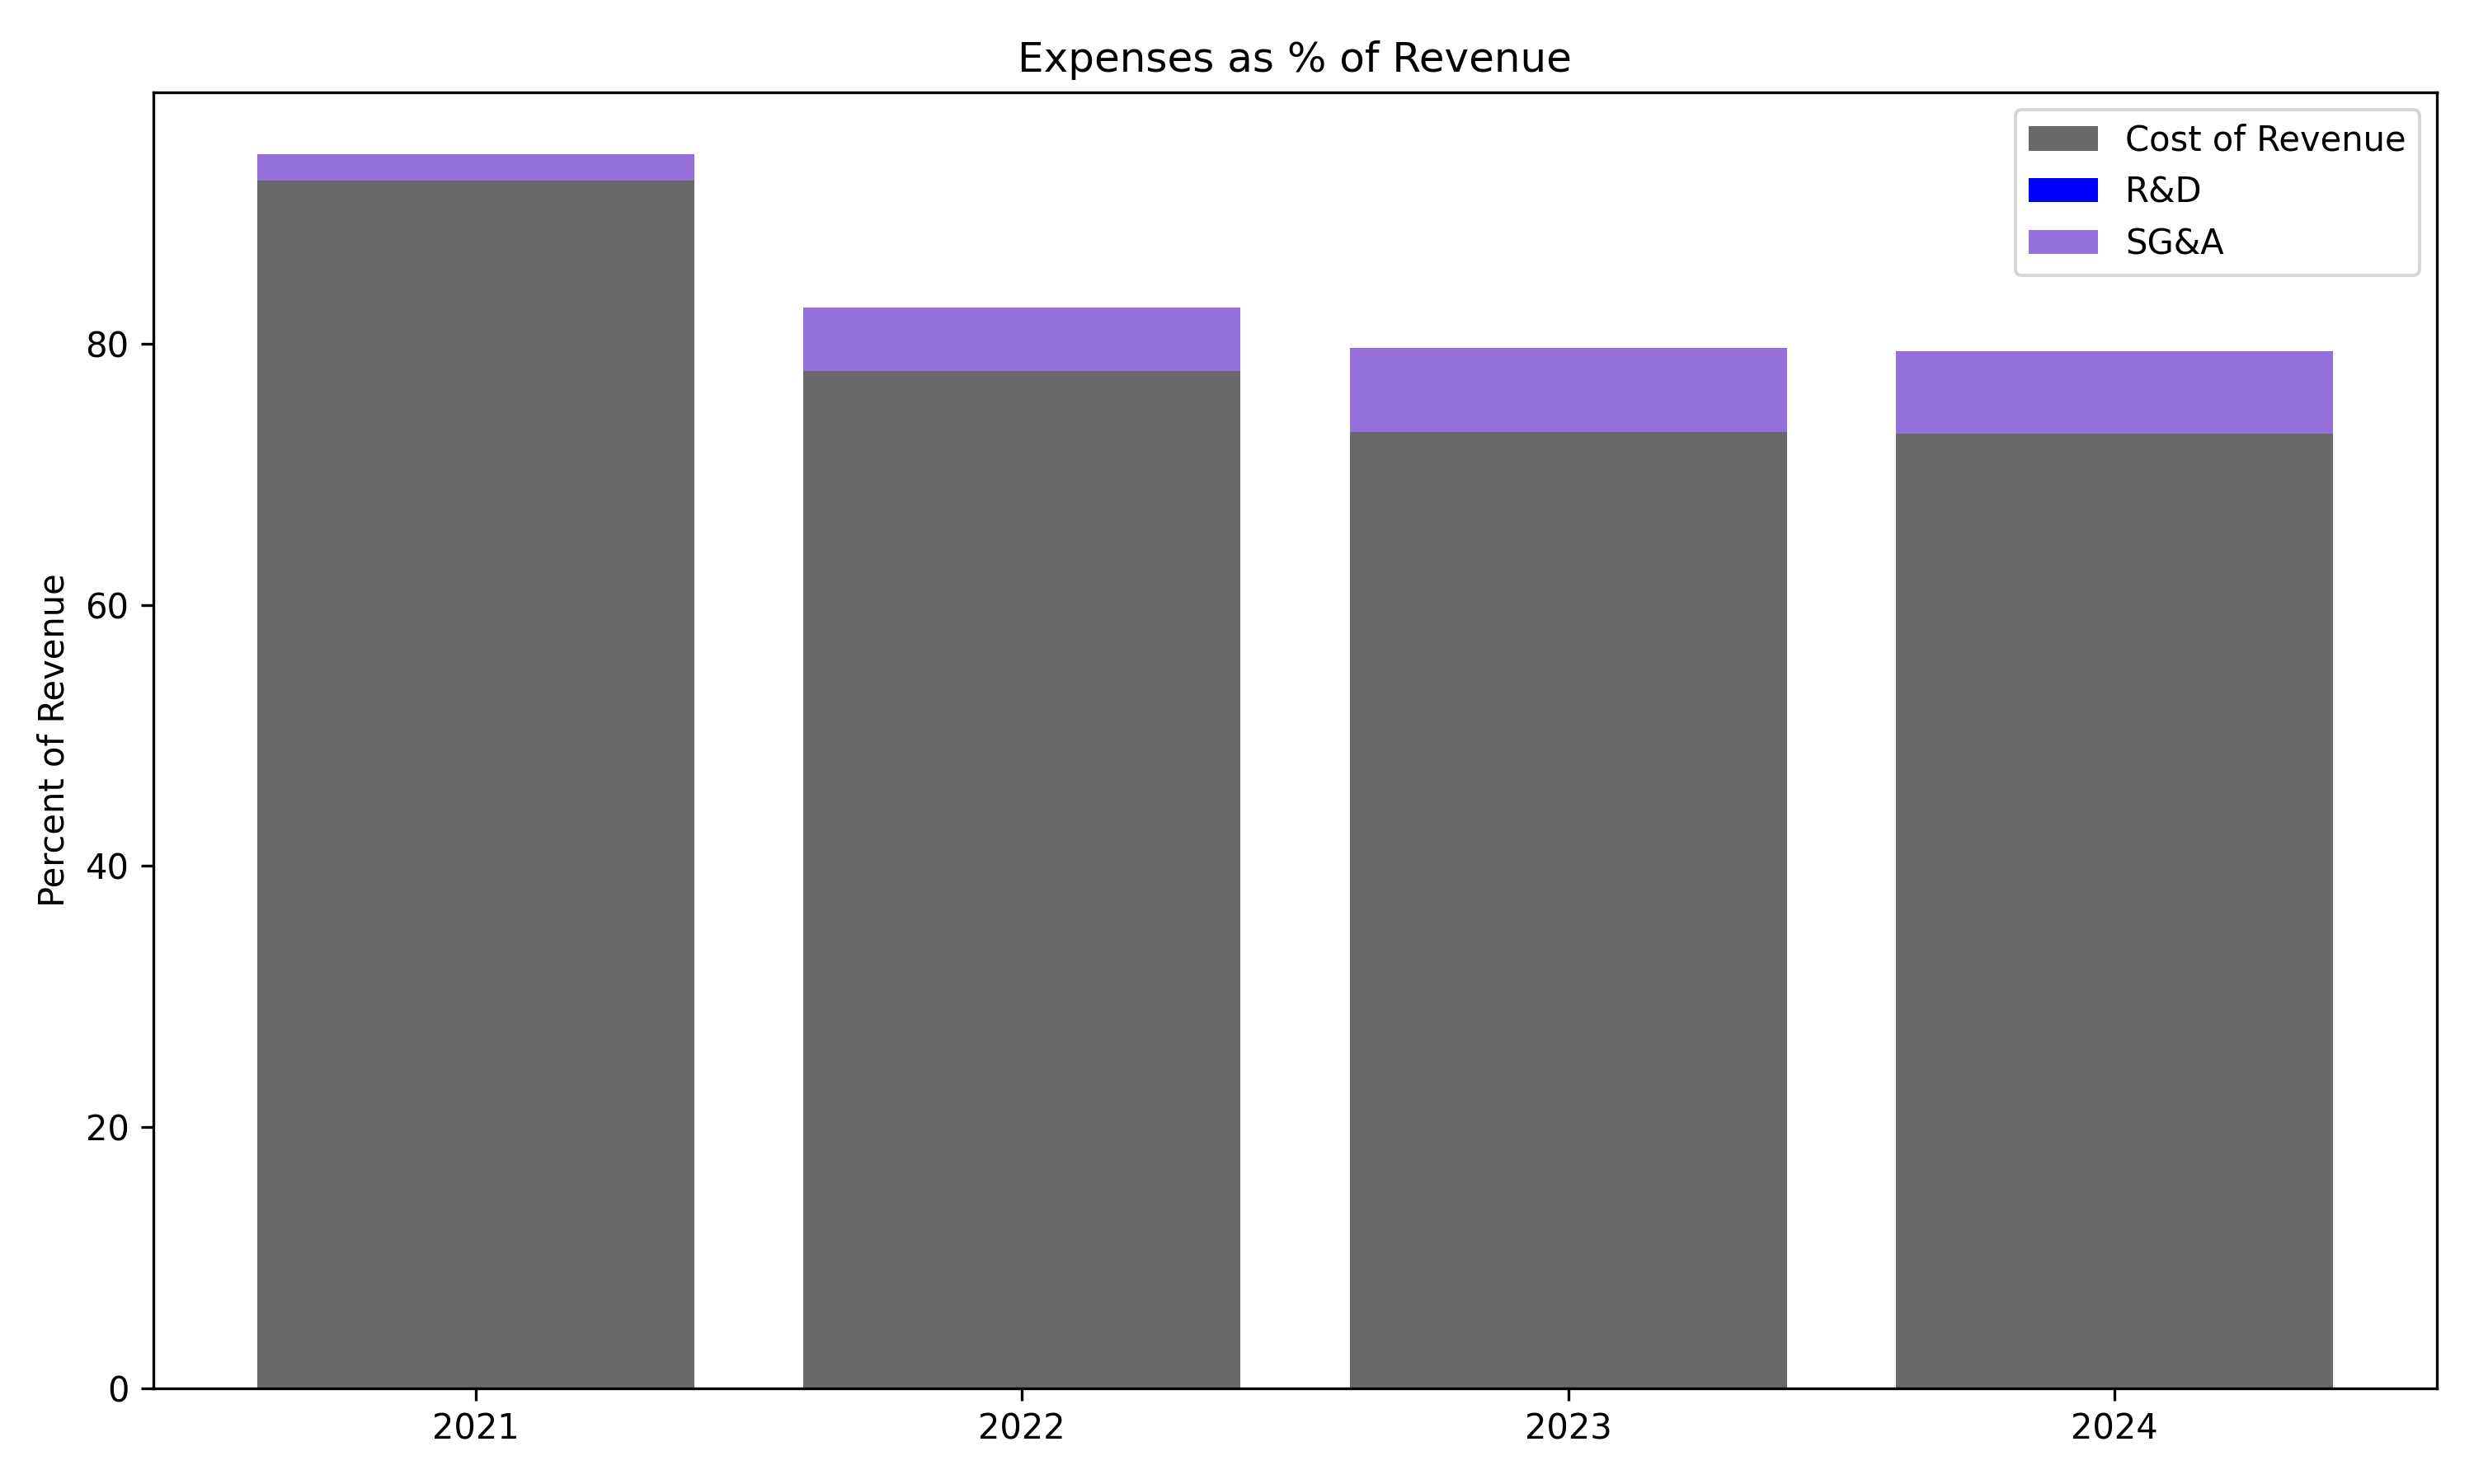 Expenses as % of Revenue
Cost of Revenue
R&D
SG&A
Percent of Revenue
80
60
40
20
0
2021
2022
2023
2024